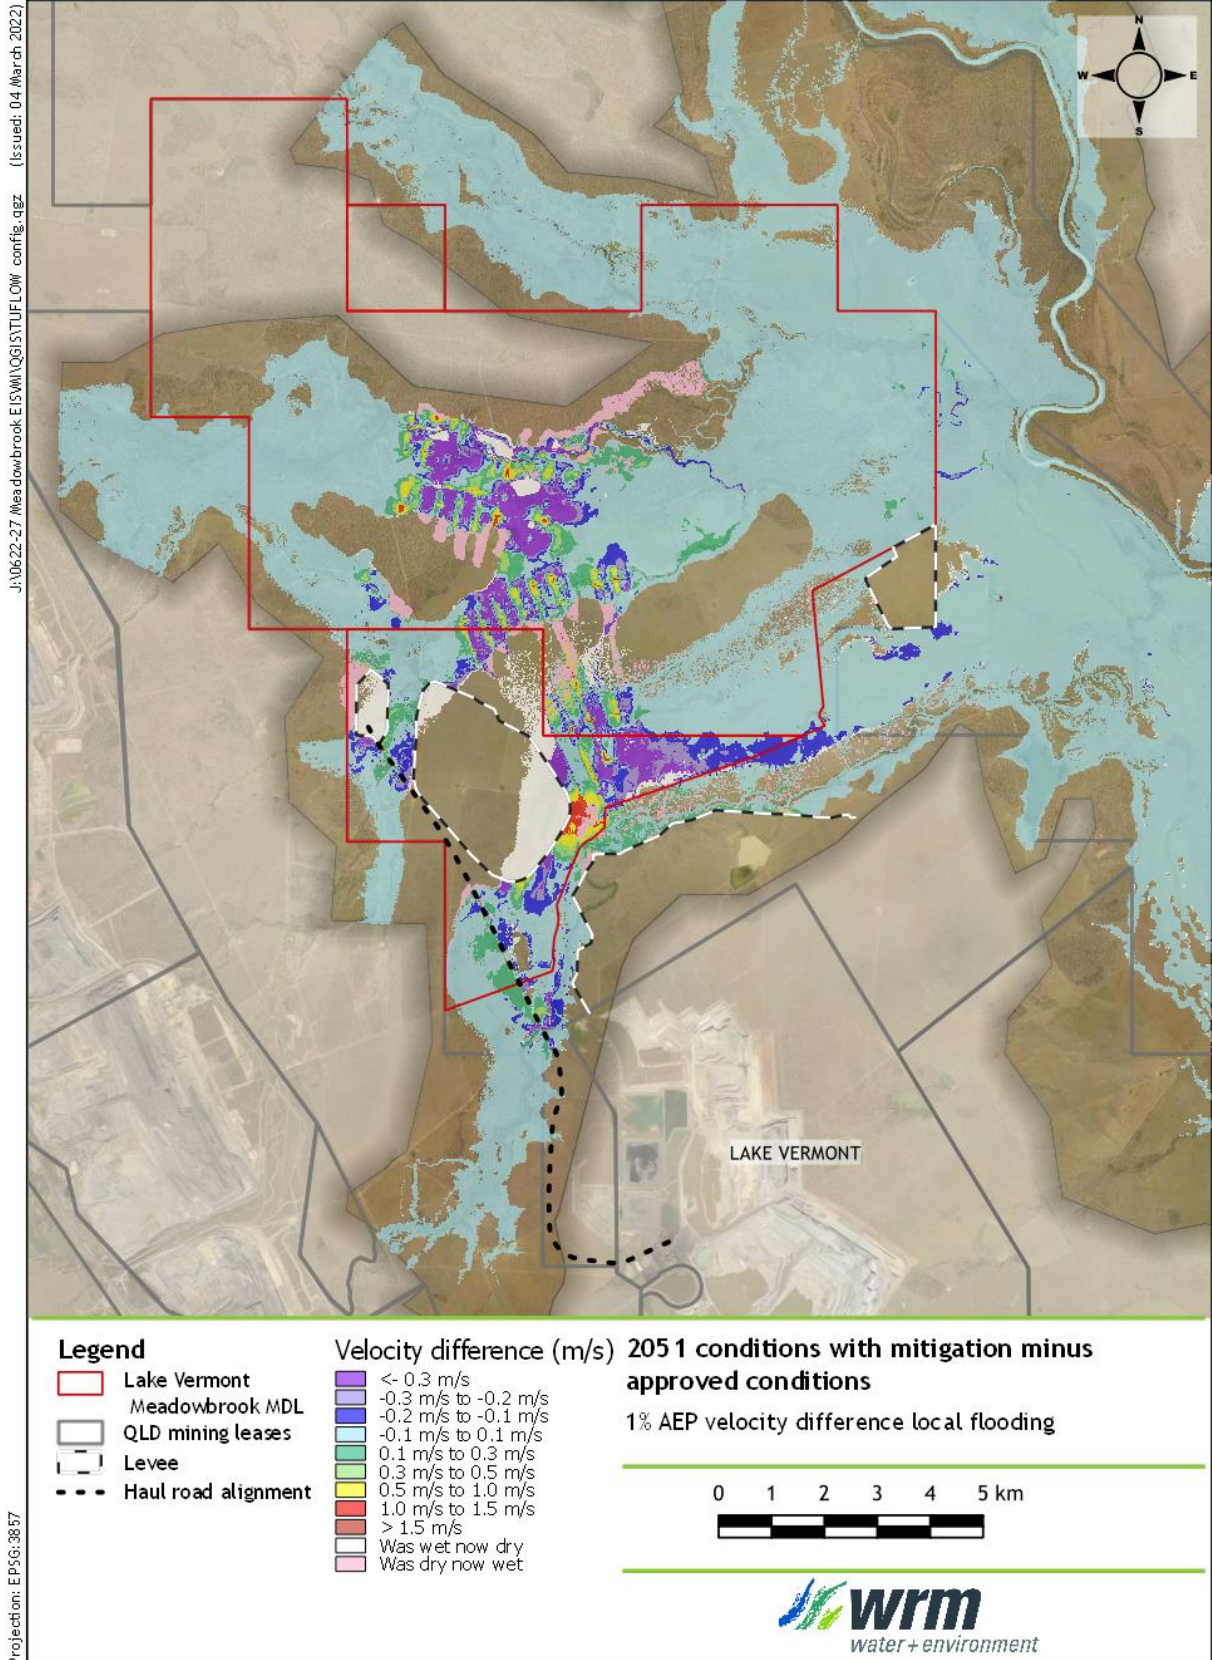 J:\0622-27 Meadowbrook EIS\MI\QGIS\TUFLOW config.qgz (Issued: 04 March 2022)
N
W
E
S
LAKE VERMONT
Legend
Lake Vermont
Meadowbrook MDL
QLD mining leases
Levee
Haul road alignment
Velocity difference (m/s)
<- 0.3 m/s
-0.3 m/s to -0.2 m/s
-0.2 m/s to -0.1 m/s
-0.1 m/s to 0.1 m/s
0.1 m/s to 0.3 m/s
0.3 m/s to 0.5 m/s
0.5 m/s to 1.0 m/s
1.0 m/s to 1.5 m/s
> 1.5 m/s
Was wet now dry
Was dry now wet
2051 conditions with mitigation minus
approved conditions
1% AEP velocity difference local flooding
0 1 2 3 4 5 km
wrm
water+environment
Projection: EPSG:3857